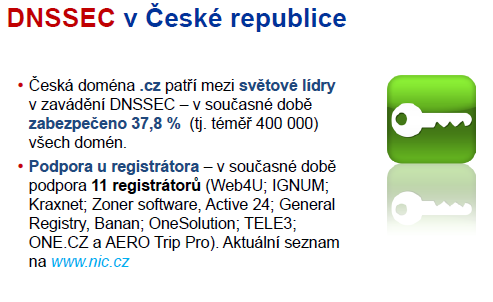 DNSSEC v České republice
• Česká doména .cz patří mezi světové lídry
v zavádění DNSSEC – v současné době
zabezpečeno 37,8 % (tj. téměř 400 000)
všech domén.
• Podpora u registrátora – v současné době
podpora 11 registrátorů (Web4U; IGNUM;
Kraxnet; Zoner software, Active 24; General
Registry, Banan; OneSolution; TELE3;
ONE.CZ a AERO Trip Pro). Aktuální seznam
na www.nic.cz